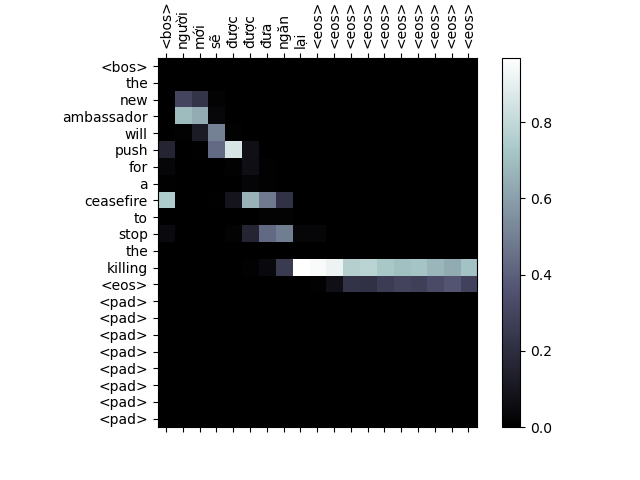 <bos> người mới sẽ được được đưa ngăn lại <eos> <eos> <eos> <eos> <eos> <eos> <eos> <eos> <eos> <eos>
<bos>
the
new
ambassador
will
push
for
a
ceasefire
to
stop
the
killing
<eos>
<pad>
<pad>
<pad>
<pad>
<pad>
<pad>
<pad>
<pad>
0.8
0.6
0.4
0.2
0.0